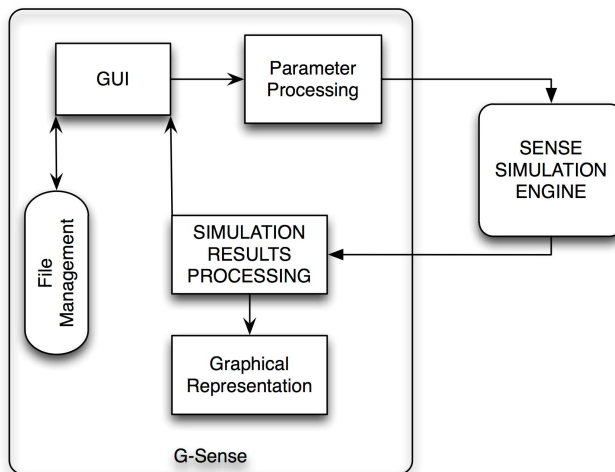 GUI
Parameter
Processing
SENSE
SIMULATION
ENGINE
File
Management
SIMULATION
RESULTS
PROCESSING
Graphical
Representation
G-Sense